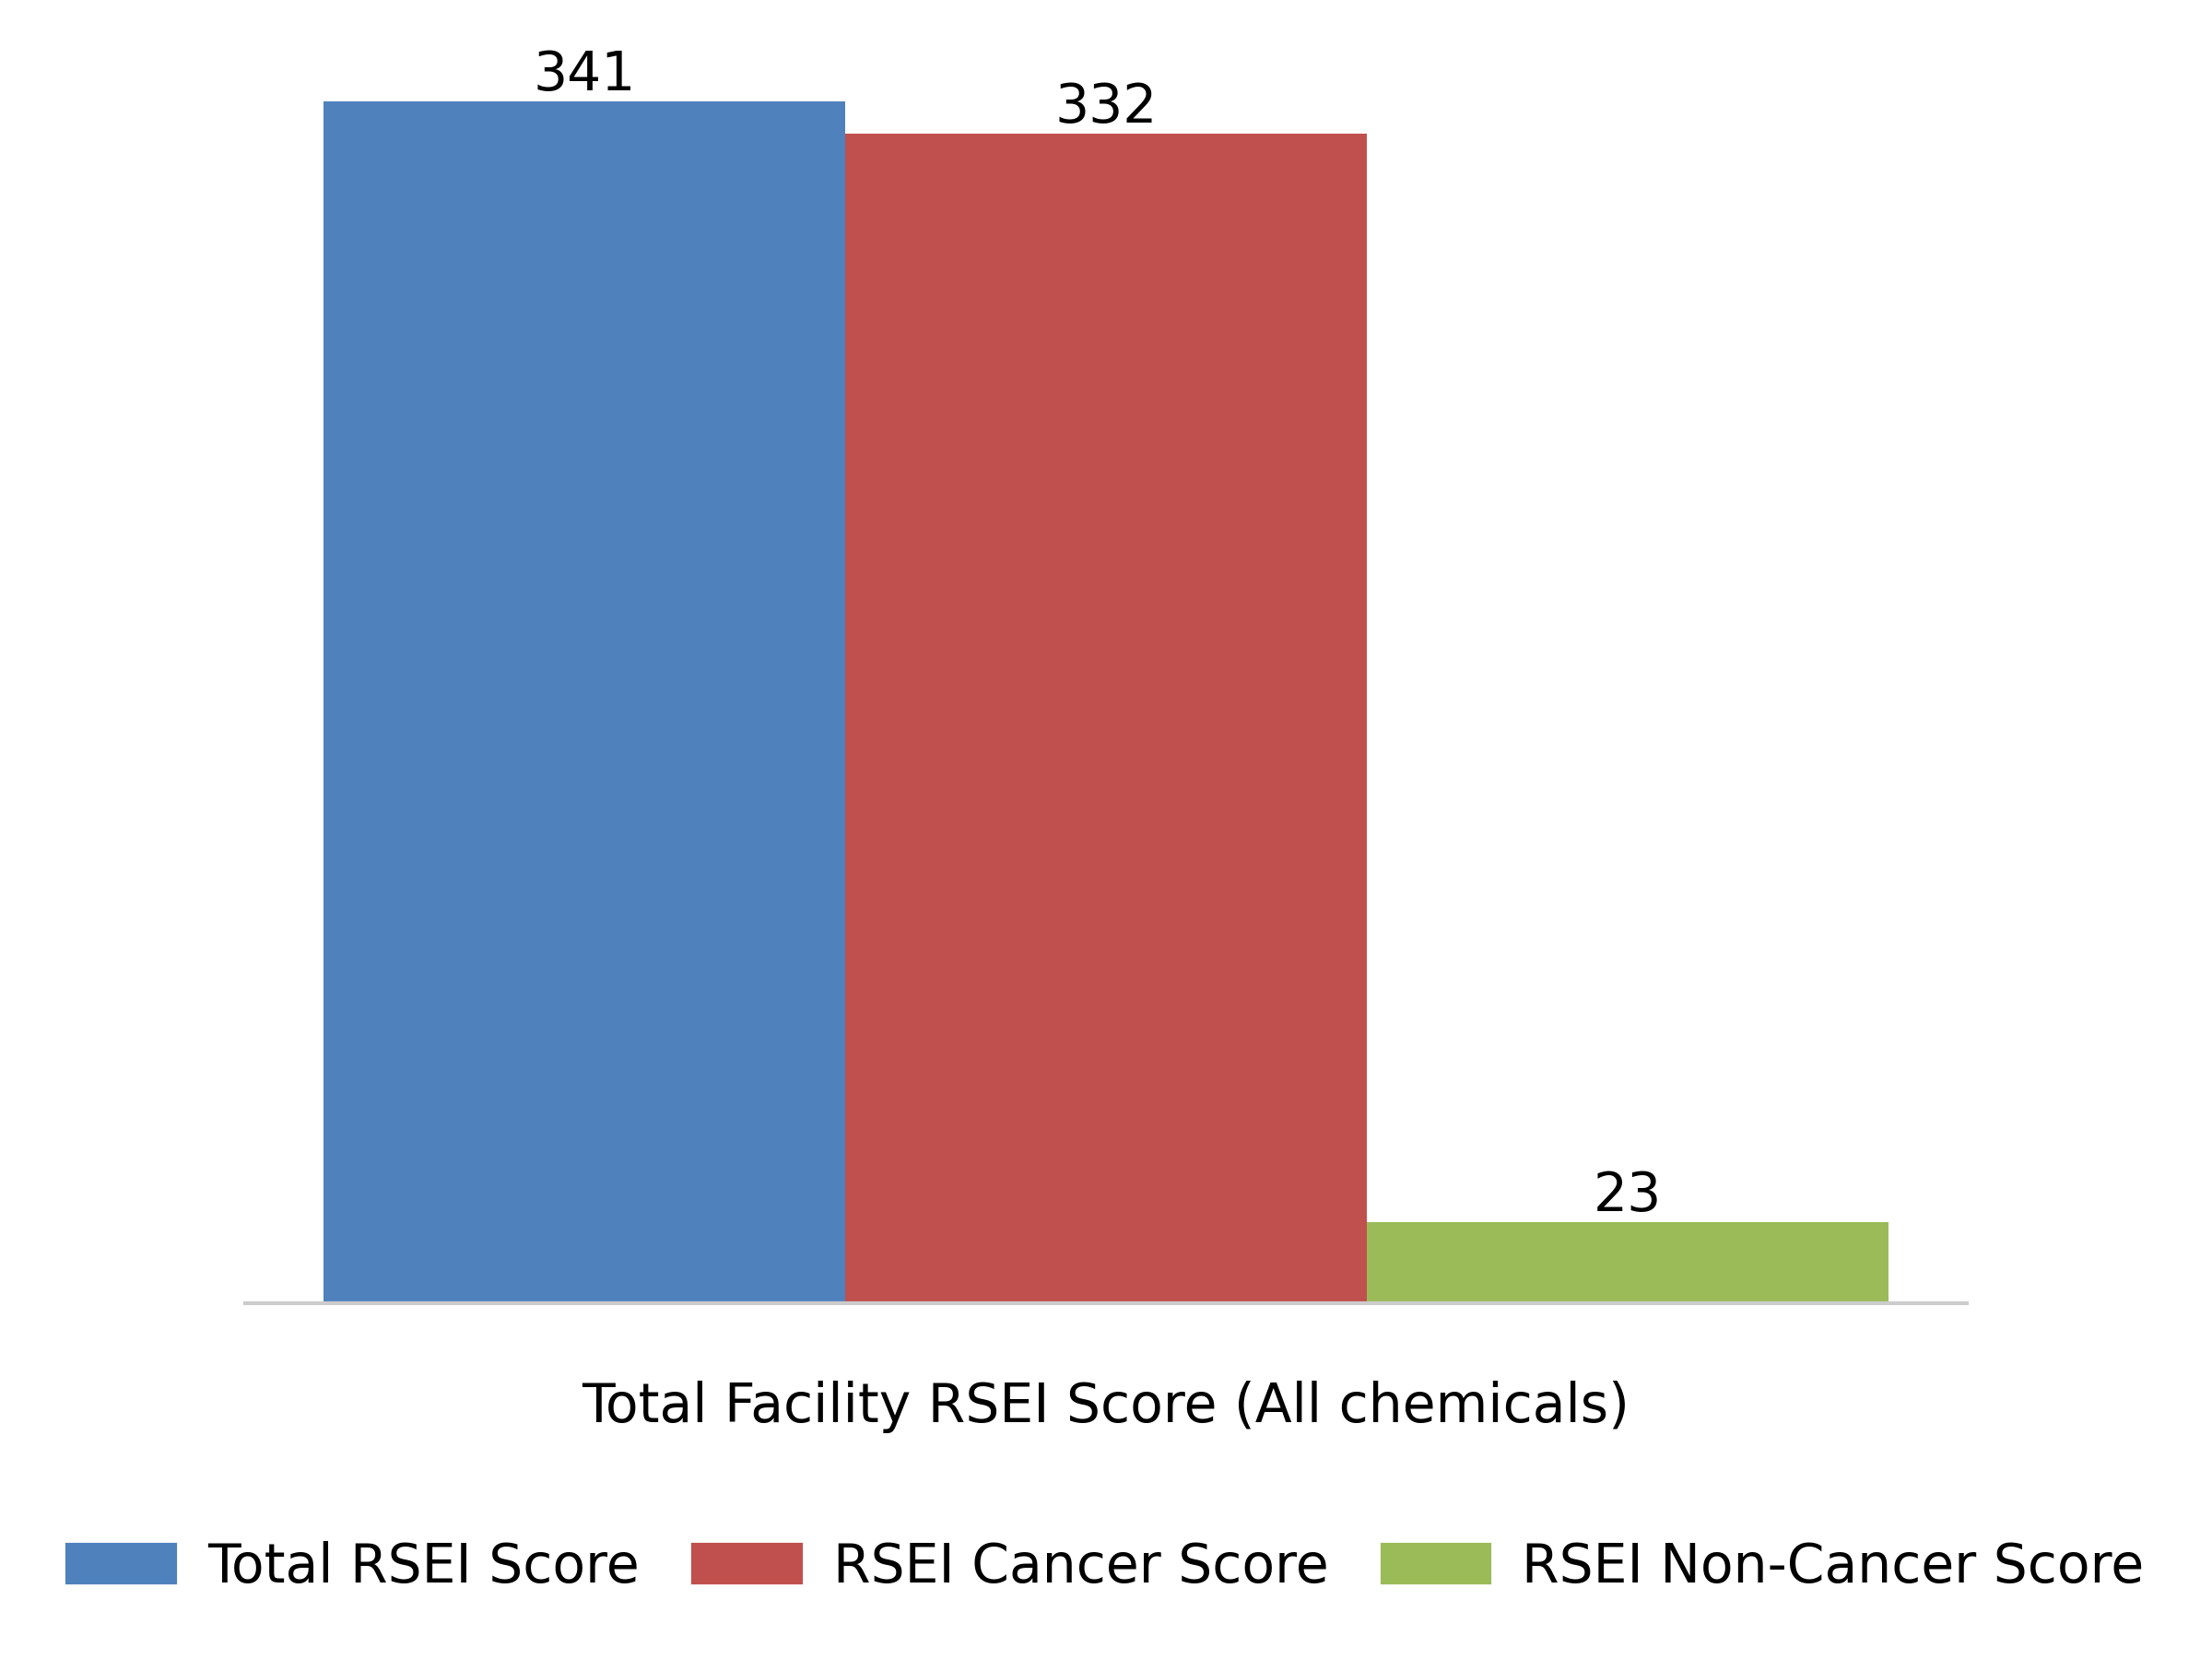 341
332
23
Total Facility RSEI Score (All chemicals)
Total RSEI Score
RSEI Cancer Score
RSEI Non-Cancer Score